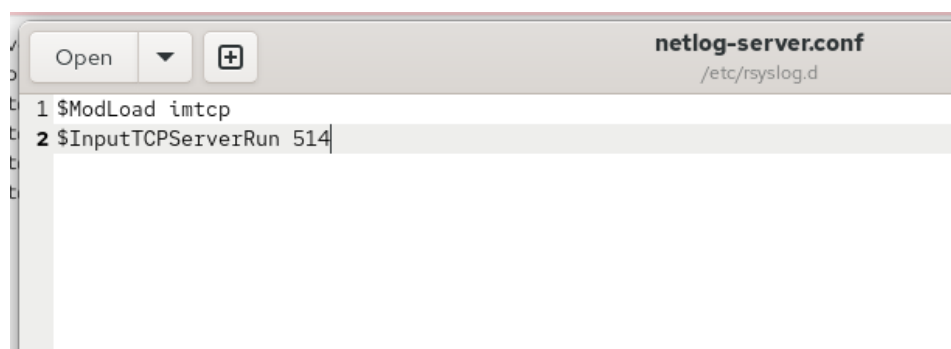 Open
netlog-server.conf
/etc/rsyslog.d
1 $ModLoad imtcp
2 $InputTCPServerRun 514